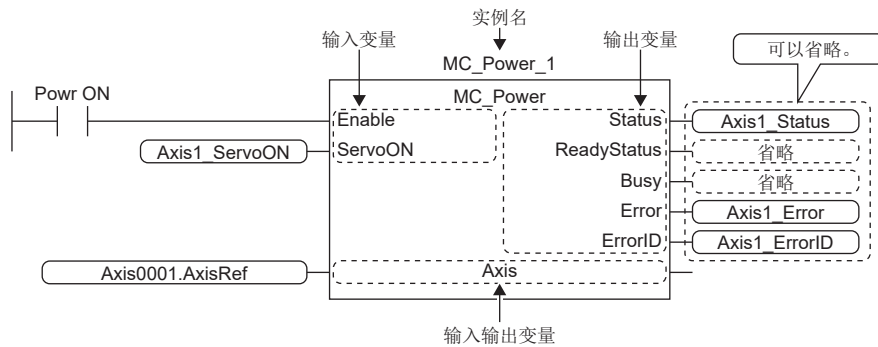 实例名
输入变量
输出变量
可以省略。
MC_Power_1
Powr ON
MC_Power
Enable
Status
Axis1_Status
Axis1_ServoON
ServoON
ReadyStatus
省略
Busy
省略
Error
Axis1_Error
ErrorID
Axis1_ErrorID
Axis0001.AxisRef
Axis
输入输出变量